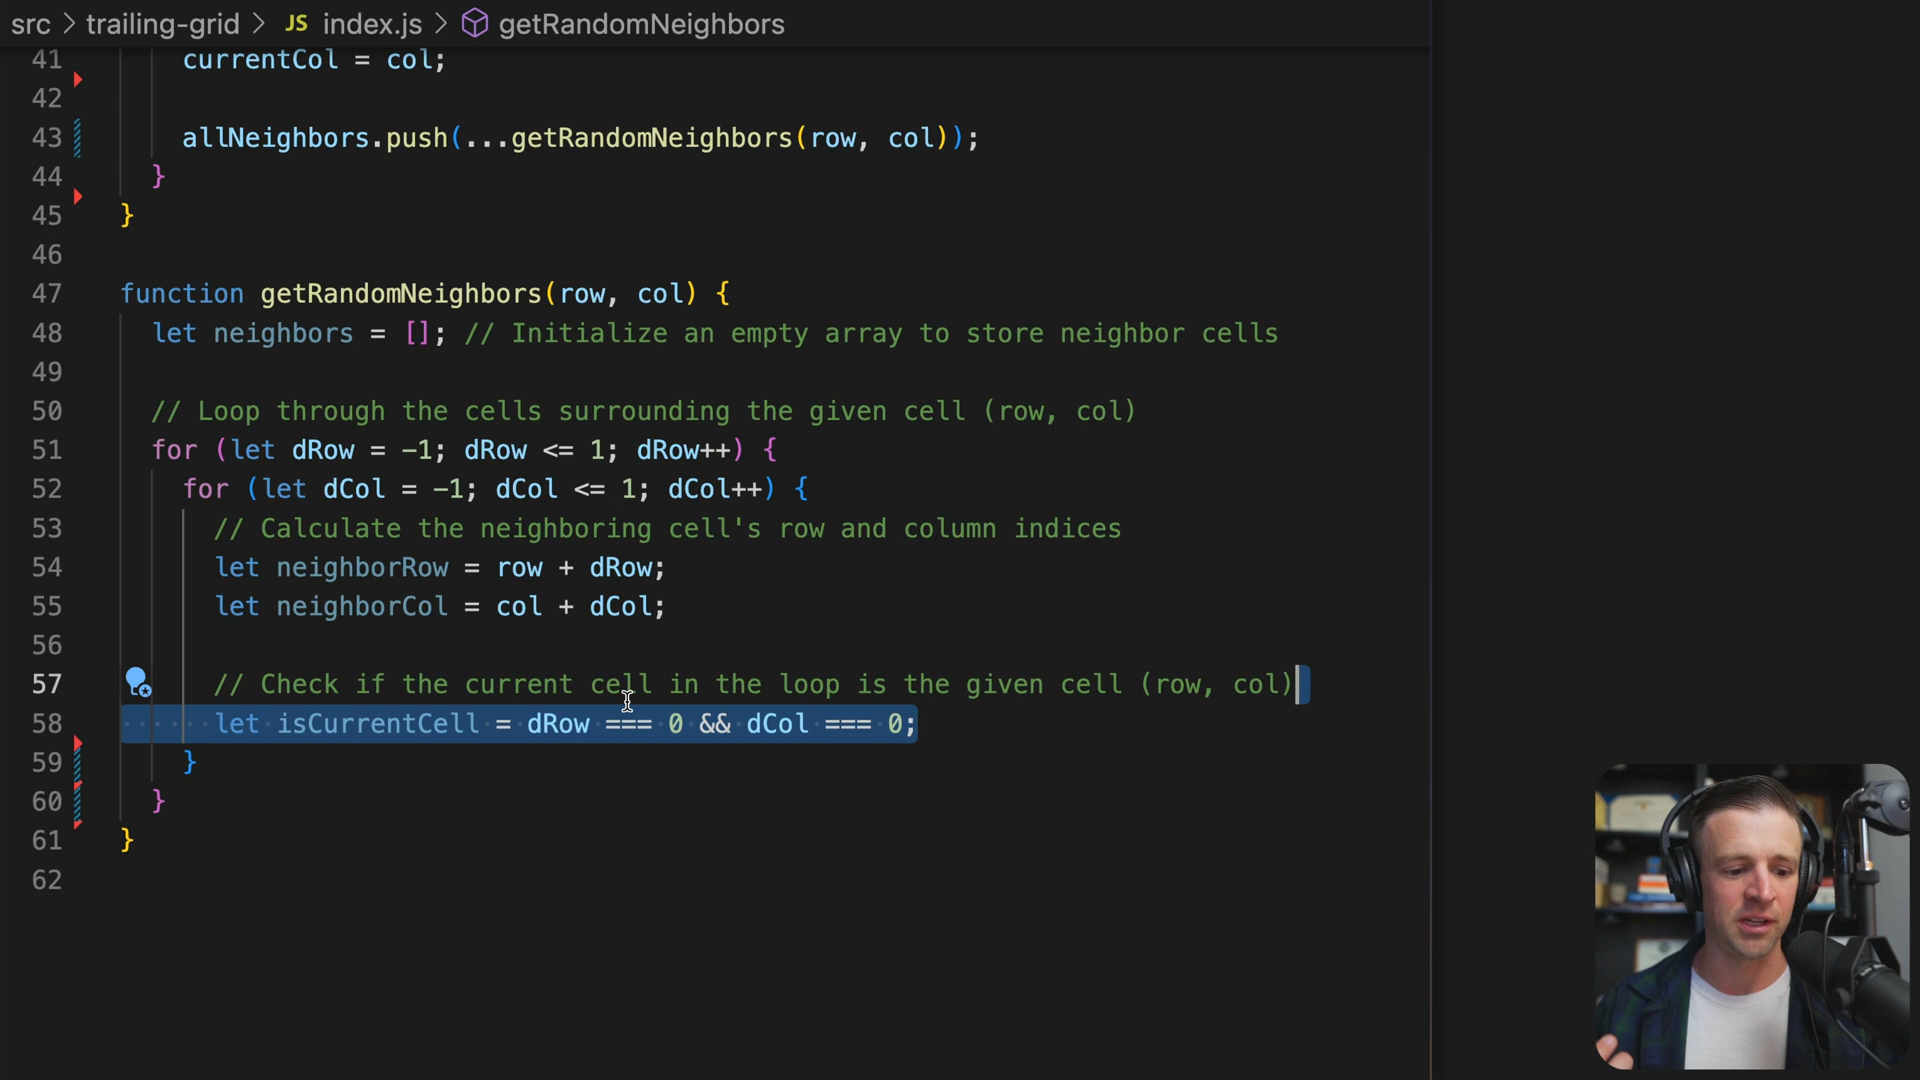 src > trailing-grid > JS index.js > getRandomNeighbors
41 currentCol = col;
42
43 allNeighbors.push(...getRandomNeighbors(row, col));
44 }
45 }
46
47 function getRandomNeighbors(row, col) {
48 let neighbors = []; // Initialize an empty array to store neighbor cells
49
50 // Loop through the cells surrounding the given cell (row, col)
51 for (let dRow = -1; dRow <= 1; dRow++) {
52 for (let dCol = -1; dCol <= 1; dCol++) {
53 // Calculate the neighboring cell's row and column indices
54 let neighborRow = row + dRow;
55 let neighborCol = col + dCol;
56
57 // Check if the current cell in the loop is the given cell (row, col)
58 let isCurrentCell = dRow === 0 && dCol === 0;
59 }
60 }
61 }
62